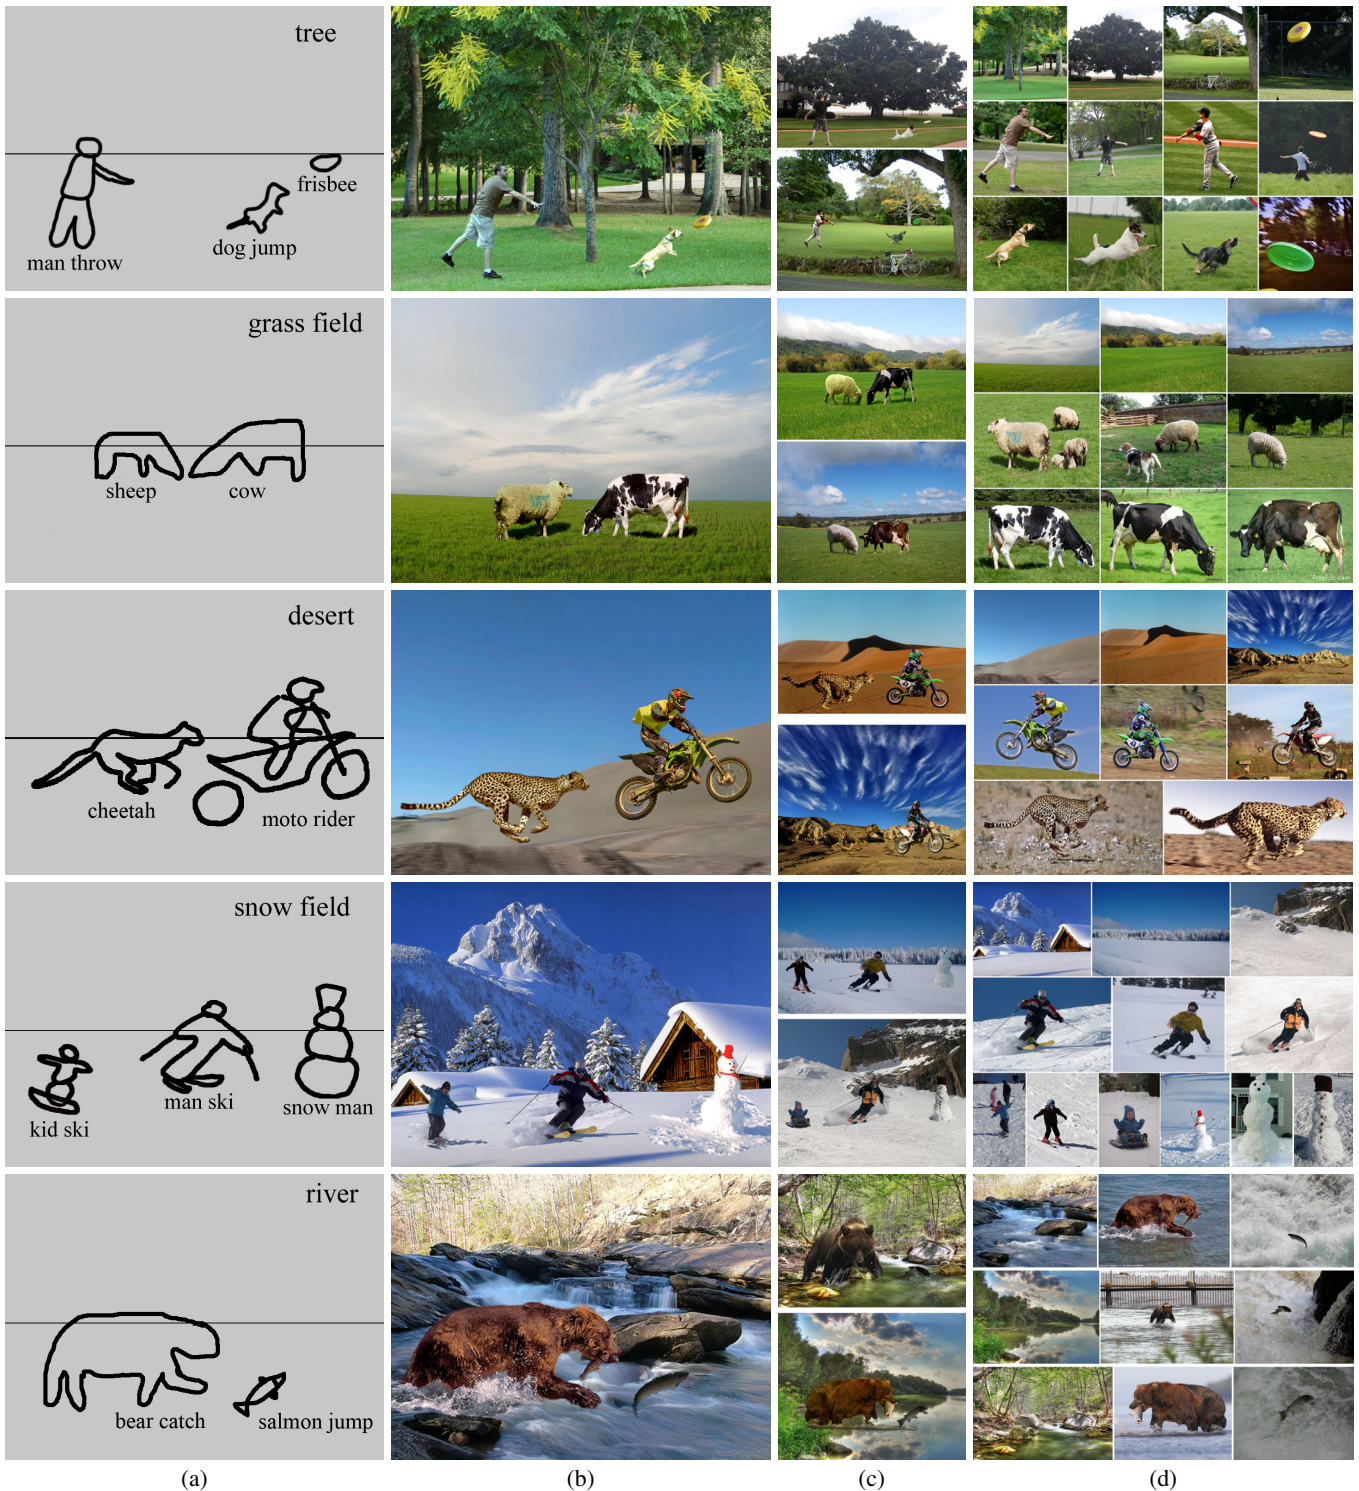 tree
frisbee
dog jump
man throw
grass field
sheep
cow
desert
cheetah
moto rider
snow field
man ski
snow man
kid ski
river
bear catch
salmon jump
(a)
(b)
(c)
(d)